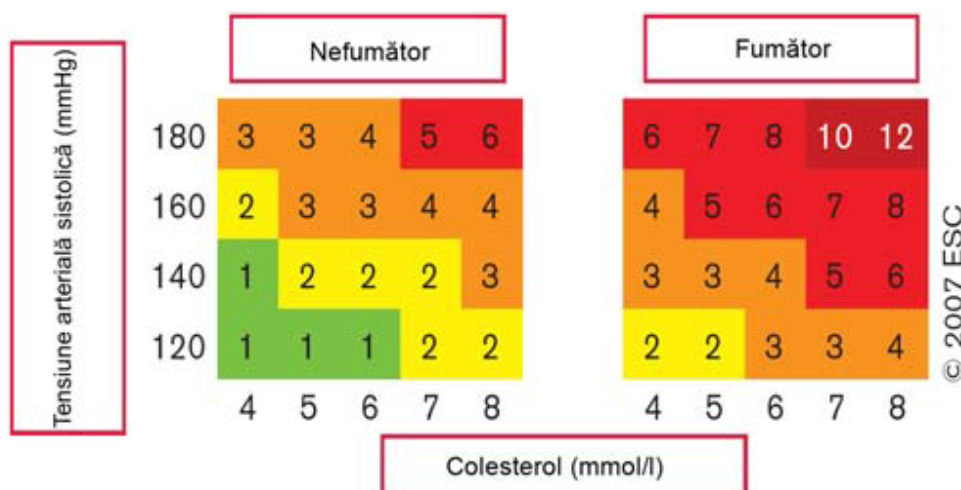 Nefumător Fumător
Tensiune arterială sistolică (mmHg)
180 3 3 4 5 6 6 7 8 10 12
160 2 3 3 4 4 4 5 6 7 8
140 1 2 2 2 3 3 3 4 5 6
120 1 1 1 2 2 2 2 3 3 4
4 5 6 7 8 4 5 6 7 8
Colesterol (mmol/l)
© 2007 ESC